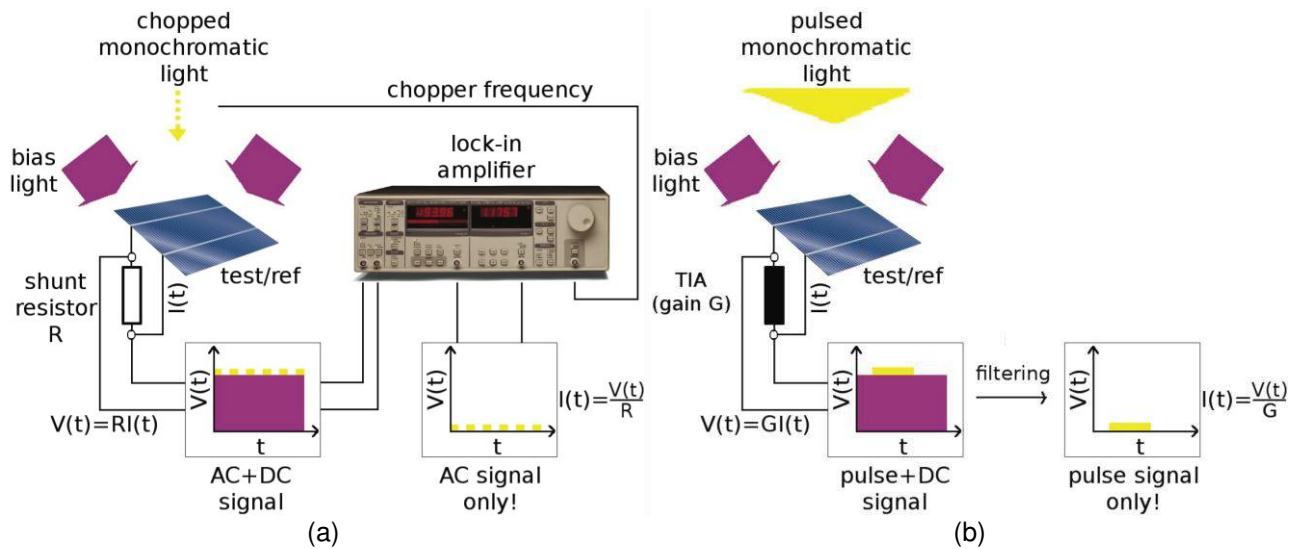 chopped
monochromatic
light
chopper frequency
bias
light
lock-in
amplifier
shunt
resistor
R
I(t)
test/ref
V(t)=RI(t)
V(t)
t
AC+DC
signal
V(t)
t
I(t)=V(t)/R
AC signal
only!
(a)
pulsed
monochromatic
light
bias
light
TIA
(gain G)
I(t)
test/ref
V(t)=GI(t)
V(t)
t
pulse+DC
signal
filtering
V(t)
t
I(t)=V(t)/G
pulse signal
only!
(b)